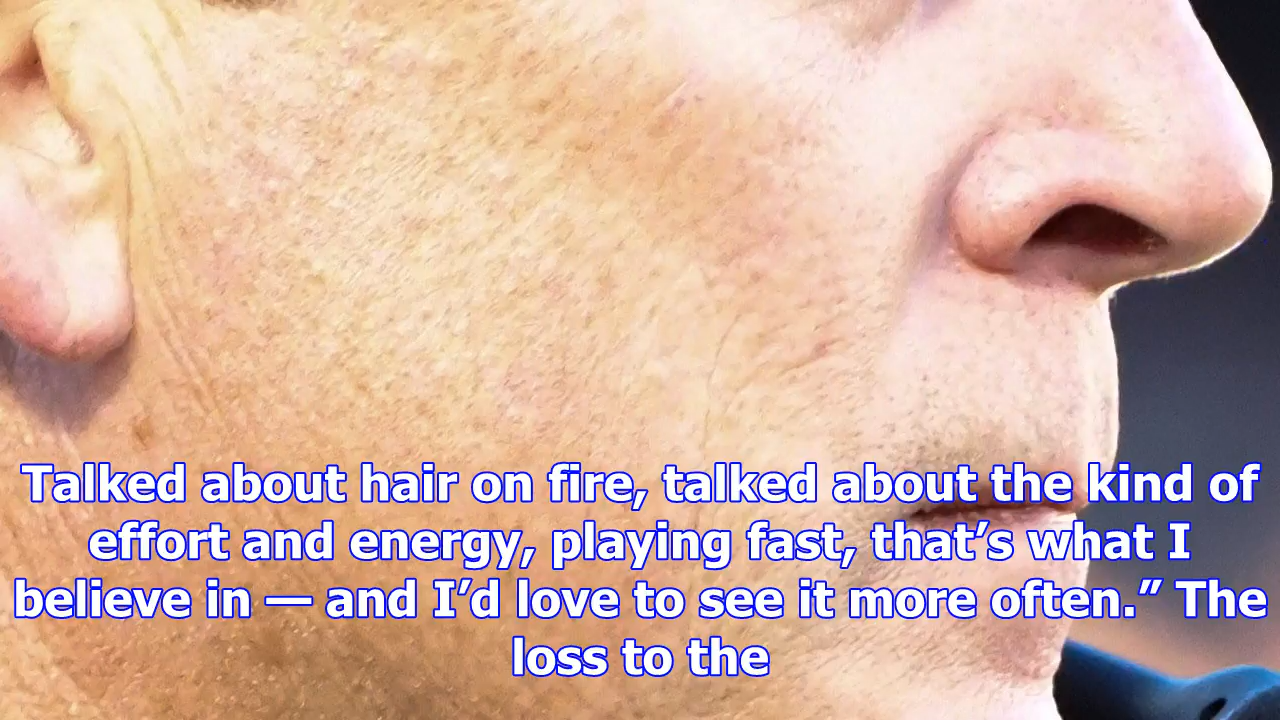 Talked about hair on fire, talked about the kind of
effort and energy, playing fast, that’s what I
believe in — and I’d love to see it more often.” The
loss to the